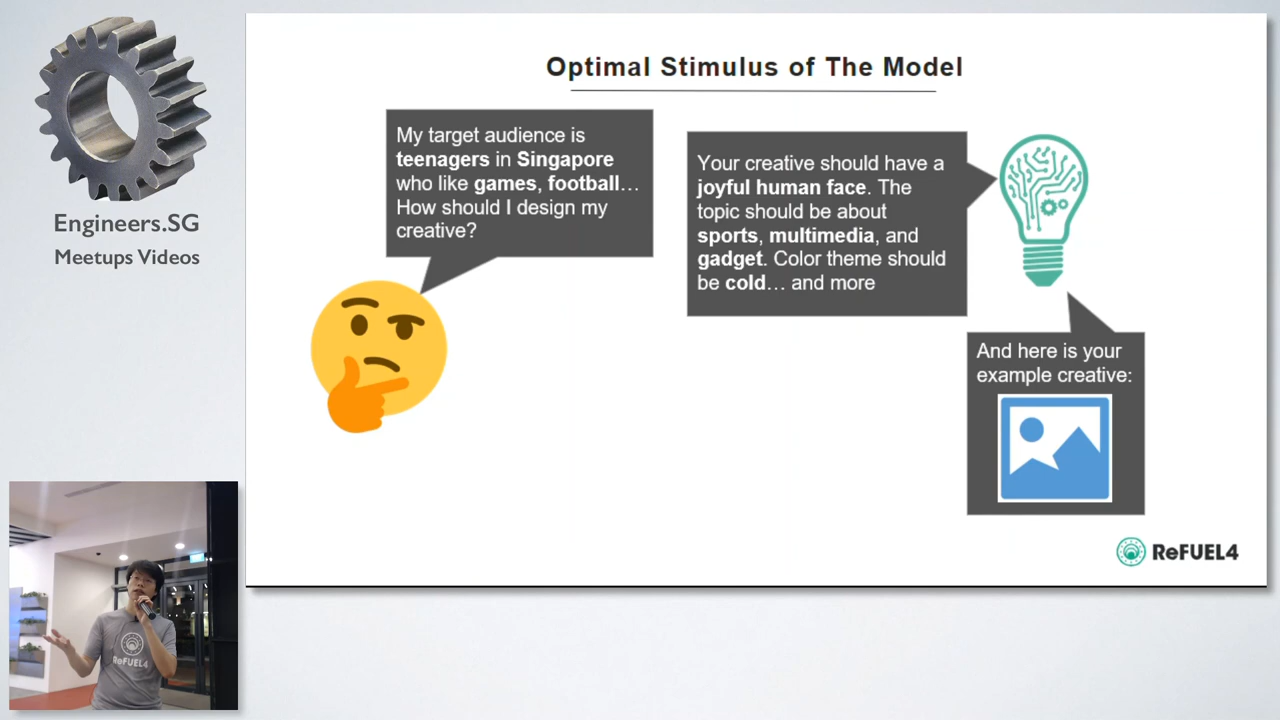 Optimal Stimulus of The Model
My target audience is
teenagers in Singapore
who like games, football…
How should I design my
creative?
Your creative should have a
joyful human face. The
topic should be about
sports, multimedia, and
gadget. Color theme should
be cold… and more
And here is your
example creative:
ReFUEL4
Engineers.SG
Meetups Videos
ReFUEL4